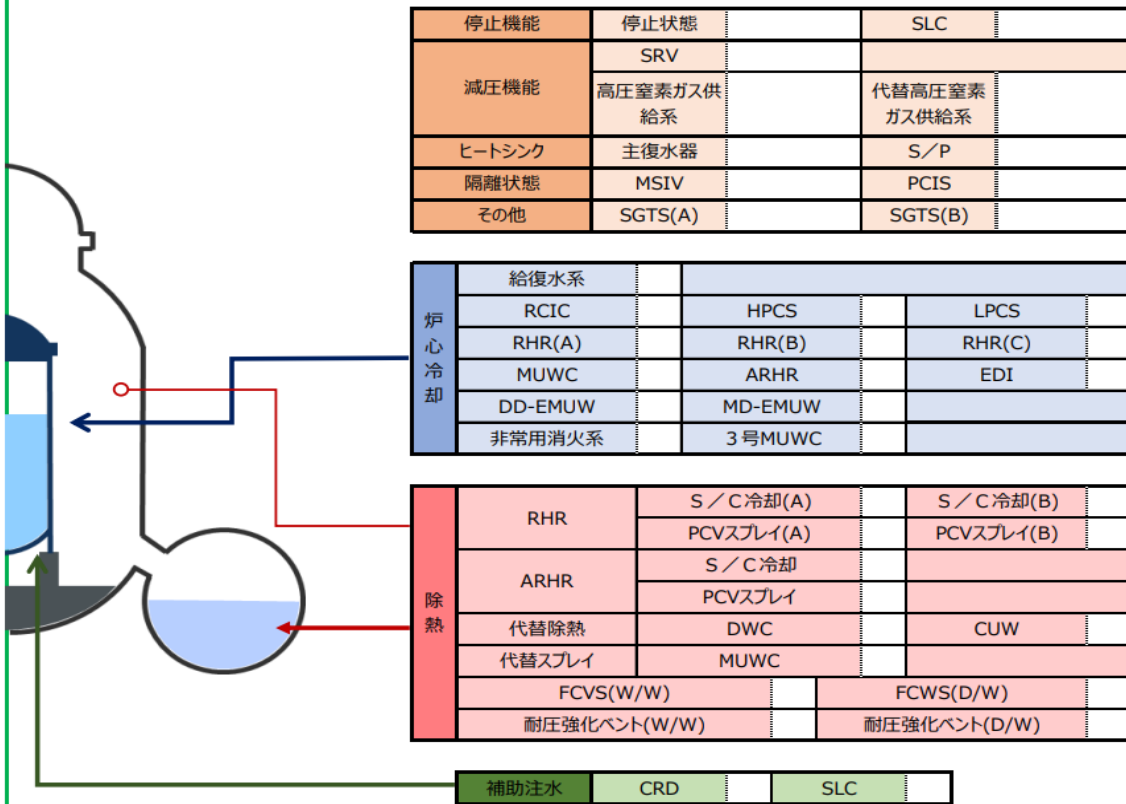 停止機能 停止状態 SLC
減圧機能 SRV
高圧窒素ガス供
給系
代替高圧窒素
ガス供給系
ヒートシンク 主復水器 S/P
隔離状態 MSIV PCIS
その他 SGTS(A) SGTS(B)
炉心冷却
給復水系
RCIC HPCS LPCS
RHR(A) RHR(B) RHR(C)
MUWC ARHR EDI
DD-EMUW MD-EMUW
非常用消火系 3号MUWC
除熱
RHR S/C冷却(A) S/C冷却(B)
PCVスプレイ(A) PCVスプレイ(B)
ARHR S/C冷却
PCVスプレイ
代替除熱 DWC CUW
代替スプレイ MUWC
FCVS(W/W) FCWS(D/W)
耐圧強化ベント(W/W) 耐圧強化ベント(D/W)
補助注水 CRD SLC